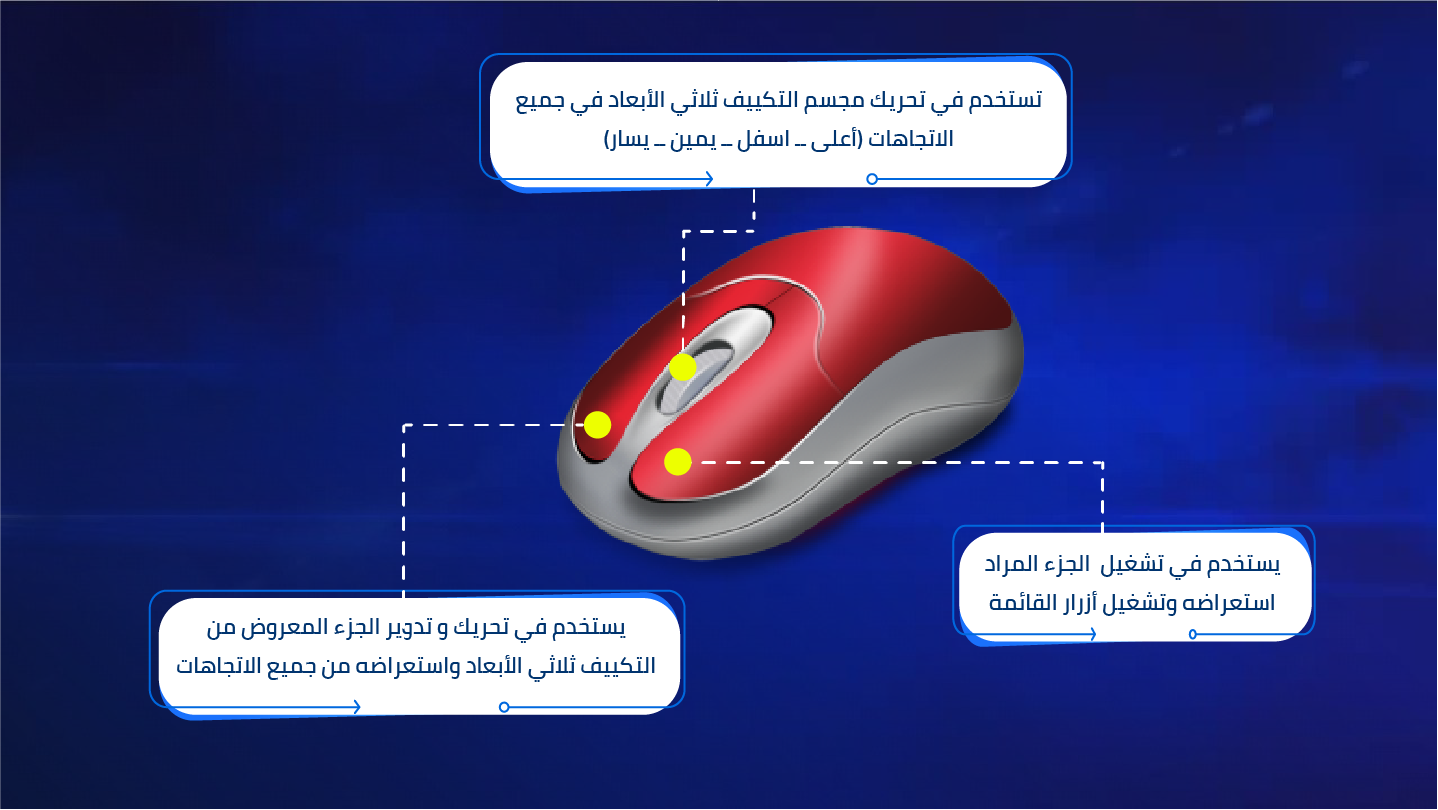 تستخدم في تحريك مجسم التكييف ثلاثي الأبعاد في جميع
الاتجاهات (أعلى – اسفل – يمين – يسار)
يستخدم في تشغيل الجزء المراد
استعراضه وتشغيل أزرار القائمة
يستخدم في تحريك و تدوير الجزء المعروض من
التكييف ثلاثي الأبعاد واستعراضه من جميع الاتجاهات